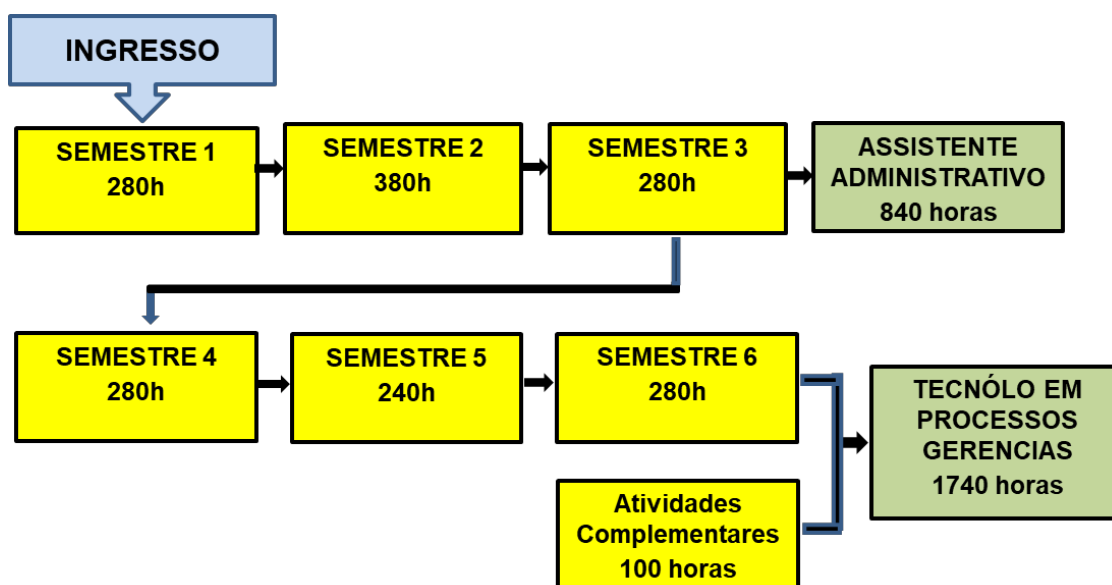 INGRESSO
SEMESTRE 1
280h
SEMESTRE 2
380h
SEMESTRE 3
280h
ASSISTENTE
ADMINISTRATIVO
840 horas
SEMESTRE 4
280h
SEMESTRE 5
240h
SEMESTRE 6
280h
TECNÓLO EM
PROCESSOS
GERENCIAS
1740 horas
Atividades
Complementares
100 horas